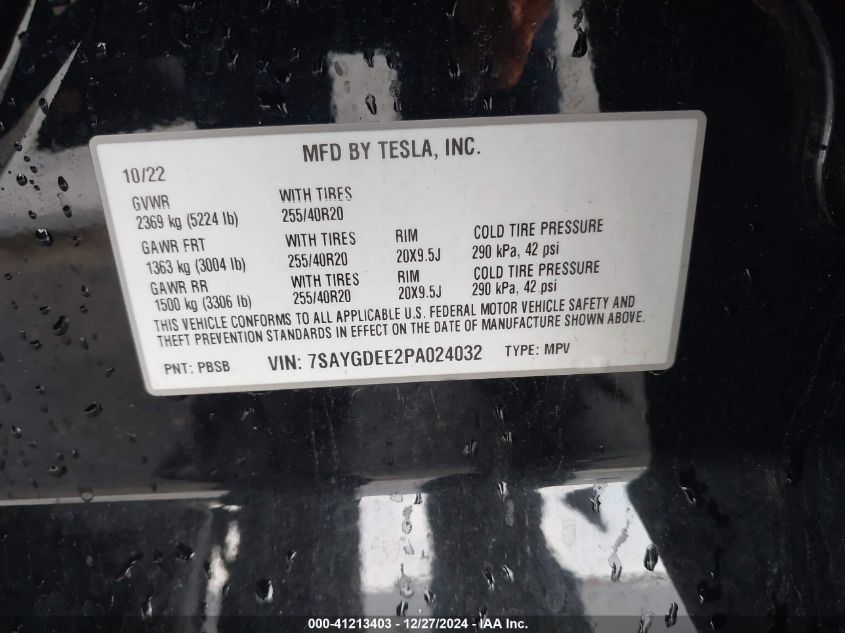 MFD BY TESLA, INC.
10/22
GVWR WITH TIRES
2369 kg (5224 lb) 255/40R20
GAWR FRT WITH TIRES RIM COLD TIRE PRESSURE
1363 kg (3004 lb) 255/40R20 20X9.5J 290 kPa, 42 psi
GAWR RR WITH TIRES RIM COLD TIRE PRESSURE
1500 kg (3306 lb) 255/40R20 20X9.5J 290 kPa, 42 psi
THIS VEHICLE CONFORMS TO ALL APPLICABLE U.S. FEDERAL MOTOR VEHICLE SAFETY AND
THEFT PREVENTION STANDARDS IN EFFECT ON THE DATE OF MANUFACTURE SHOWN ABOVE.
PNT: PBSB VIN: 7SAYGDEE2PA024032 TYPE: MPV
000-41213403 - 12/27/2024 - IAA Inc.